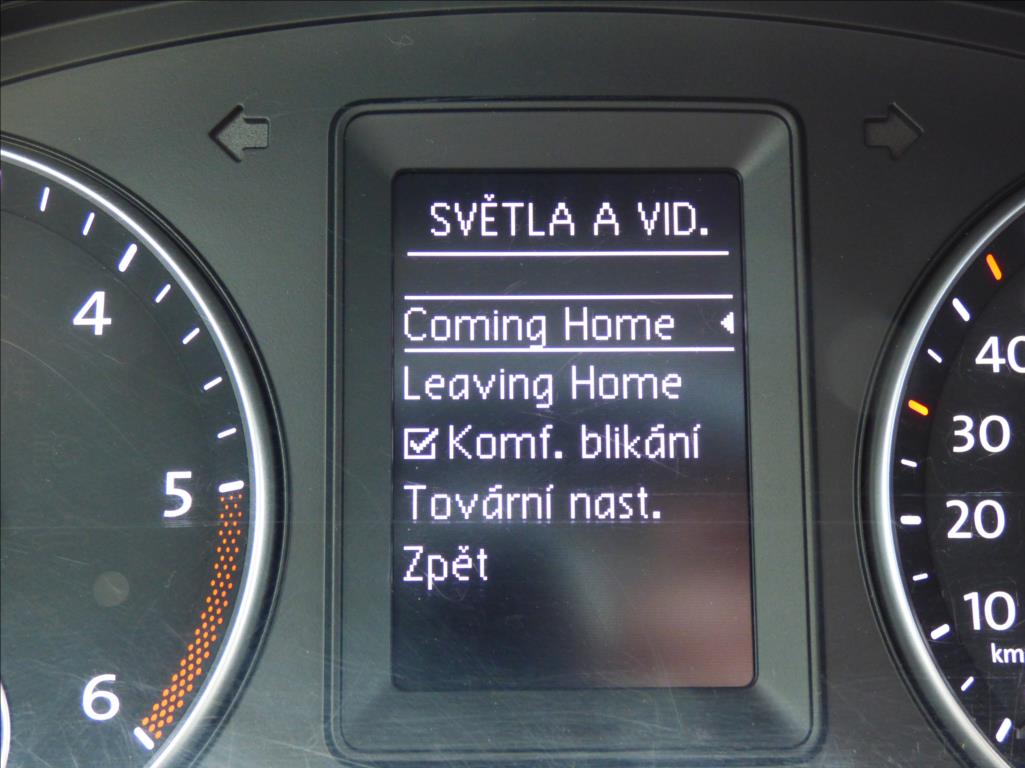 SVĚTLA A VID.
Coming Home
Leaving Home
Komf. blikání
Tovární nast.
Zpět
4
5
6
40
30
20
10
km